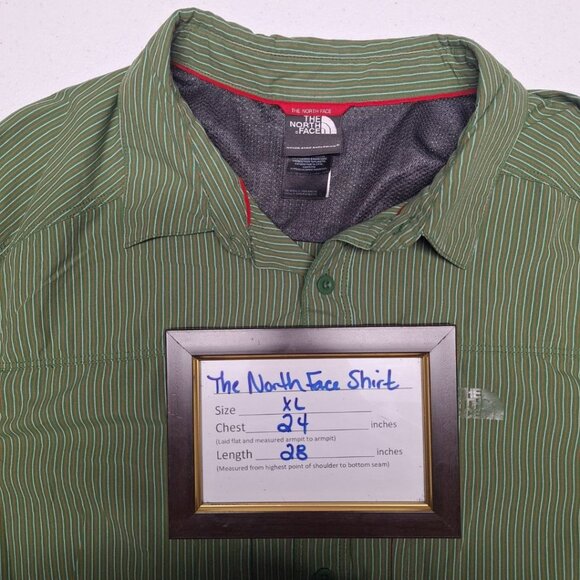 THE NORTH FACE
THE
NORTH
FACE
The North Face Shirt
Size XL
Chest 24 inches
(Laid flat and measured armpit to armpit)
Length 28 inches
(Measured from highest point of shoulder to bottom seam)